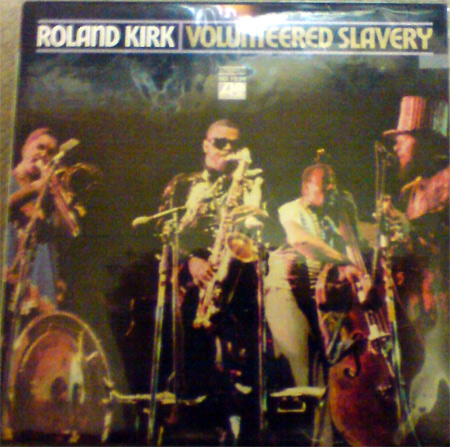 ROLAND KIRK | VOLUNTEERED SLAVERY